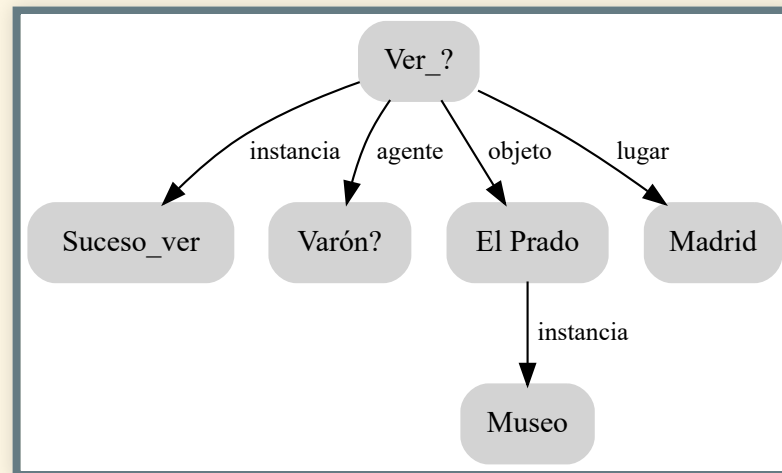 Ver_?
instancia
agente
objeto
lugar
Suceso_ver
Varón?
El Prado
Madrid
instancia
Museo